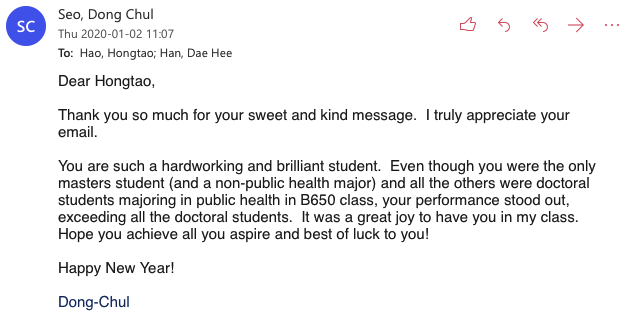 SC
Seo, Dong Chul
Thu 2020-01-02 11:07
To: Hao, Hongtao; Han, Dae Hee
Dear Hongtao,
Thank you so much for your sweet and kind message.  I truly appreciate your
email.
You are such a hardworking and brilliant student.  Even though you were the only
masters student (and a non-public health major) and all the others were doctoral
students majoring in public health in B650 class, your performance stood out,
exceeding all the doctoral students.  It was a great joy to have you in my class.
Hope you achieve all you aspire and best of luck to you!
Happy New Year!
Dong-Chul